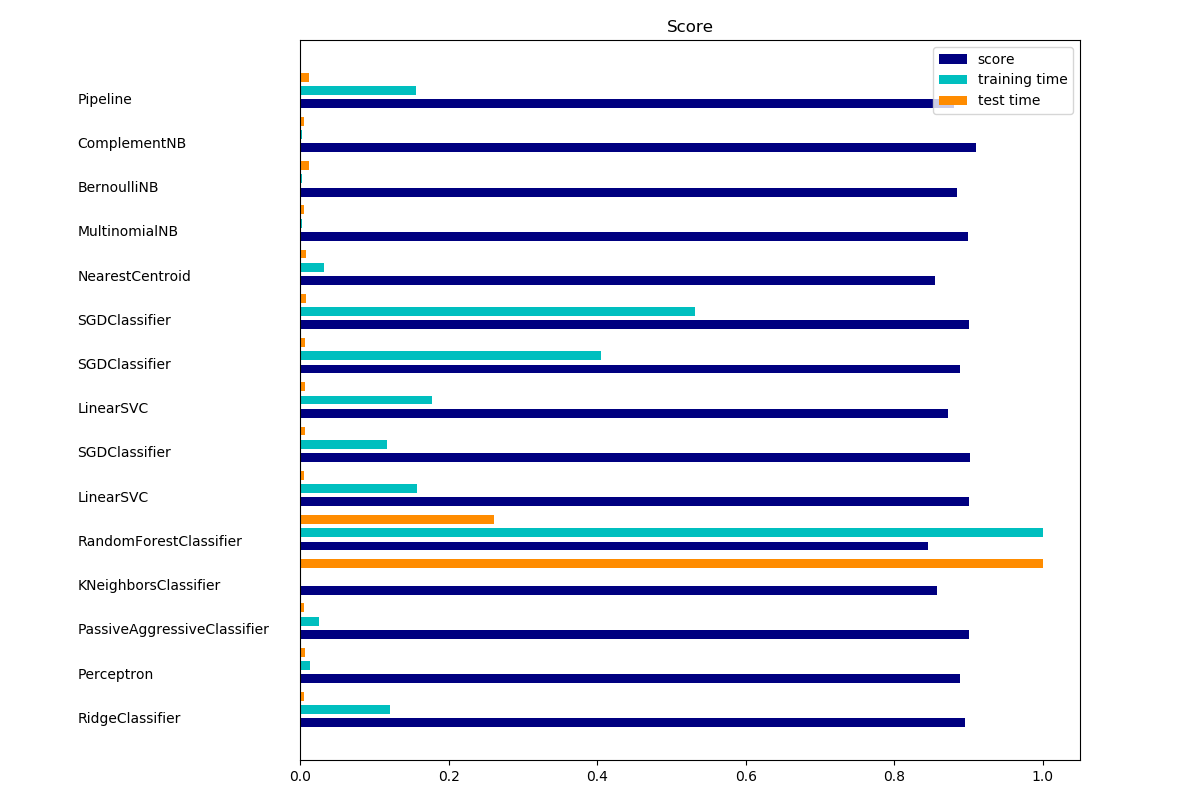 Score
score
training time
test time
Pipeline
ComplementNB
BernoulliNB
MultinomialNB
NearestCentroid
SGDClassifier
SGDClassifier
LinearSVC
SGDClassifier
LinearSVC
RandomForestClassifier
KNeighborsClassifier
PassiveAggressiveClassifier
Perceptron
RidgeClassifier
0.0 0.2 0.4 0.6 0.8 1.0